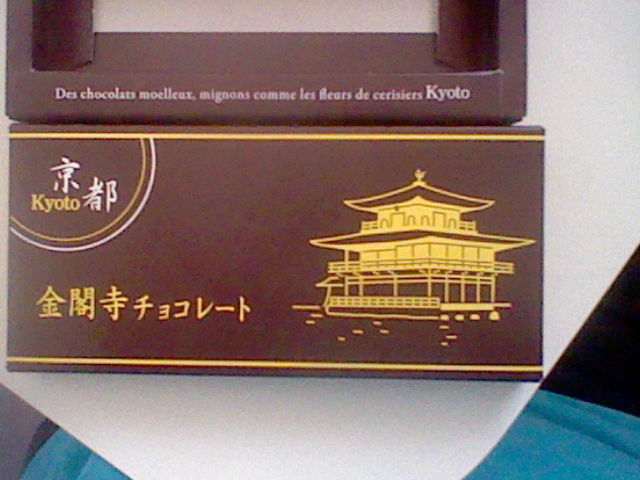 Des chocolats moelleux, mignons comme les fleurs de cerisiers Kyoto
京都
Kyoto
金閣寺チョコレート